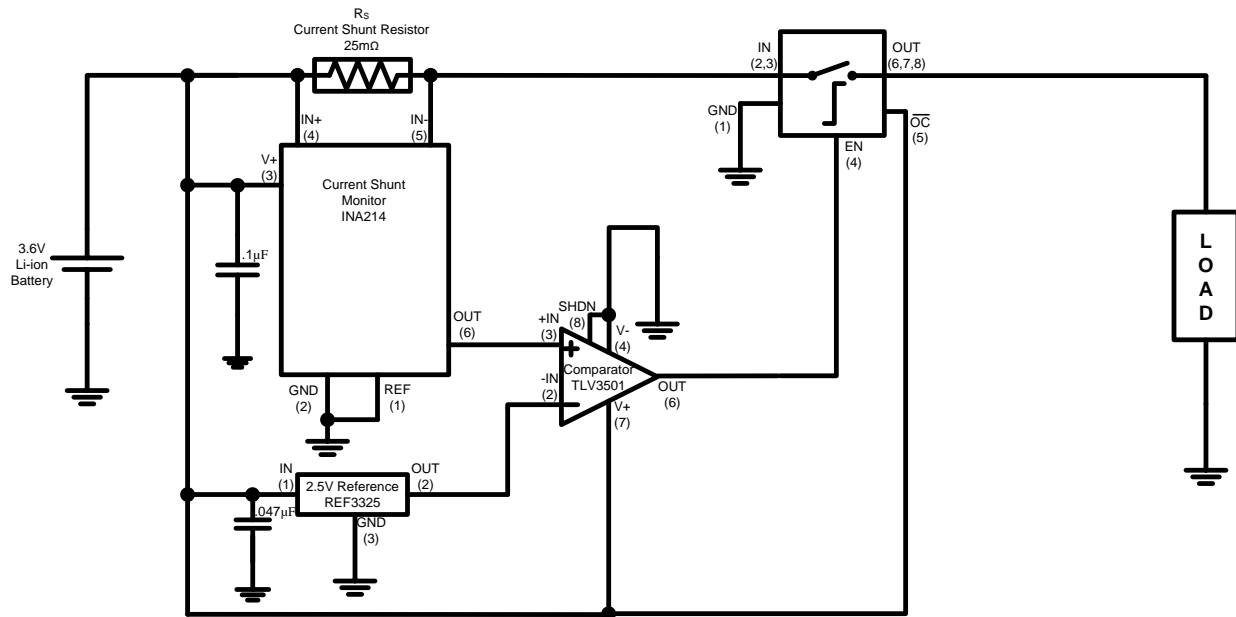 RS
Current Shunt Resistor
25mΩ
IN
(2,3)
OUT
(6,7,8)
GND
(1)
OC
(5)
EN
(4)
IN+
(4)
IN-
(5)
V+
(3)
Current Shunt
Monitor
INA214
3.6V
Li-ion
Battery
.1µF
OUT
(6)
GND
(2)
REF
(1)
+IN
(3)
SHDN
(8)
V-
(4)
-IN
(2)
Comparator
TLV3501
V+
(7)
OUT
(6)
L
O
A
D
IN
(1)
2.5V Reference
REF3325
OUT
(2)
GND
(3)
.047µF